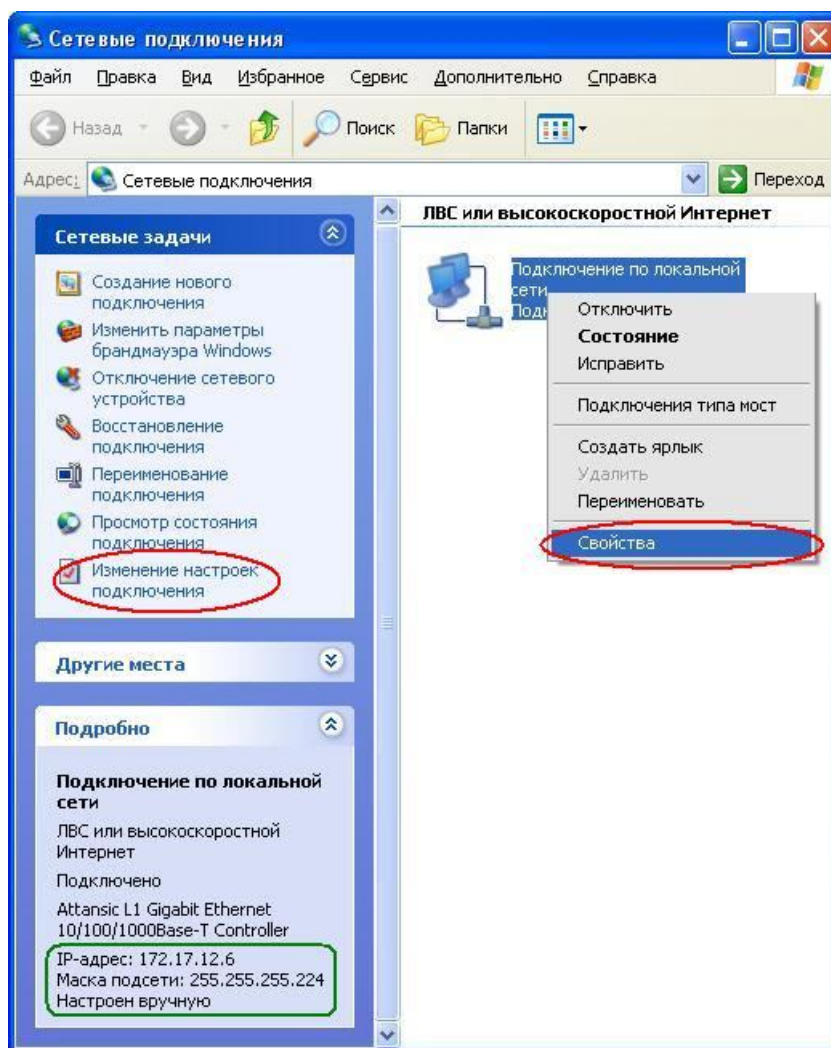 Сетевые подключения
Файл Правка Вид Избранное Сервис Дополнительно Справка
Назад Поиск Папки
Адрес: Сетевые подключения Переход
Сетевые задачи
Создание нового
подключения
Изменить параметры
брандмауэра Windows
Отключение сетевого
устройства
Восстановление
подключения
Переименование
подключения
Просмотр состояния
подключения
Изменение настроек
подключения
Другие места
Подробно
Подключение по локальной
сети
ЛВС или высокоскоростной
Интернет
Подключено
Attansic L1 Gigabit Ethernet
10/100/1000Base-T Controller
IP-адрес: 172.17.12.6
Маска подсети: 255.255.255.224
Настроен вручную
ЛВС или высокоскоростной Интернет
Подключение по локальной
сети
Отключить
Состояние
Исправить
Подключения типа мост
Создать ярлык
Удалить
Переименовать
Свойства